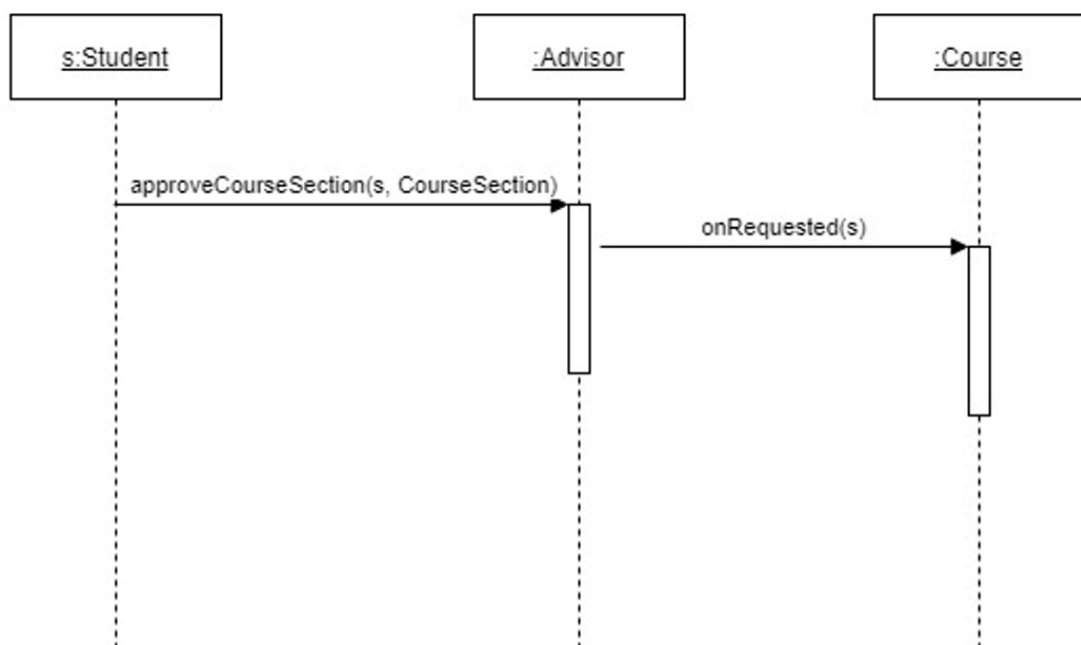 s:Student
:Advisor
:Course
approveCourseSection(s, CourseSection)
onRequested(s)